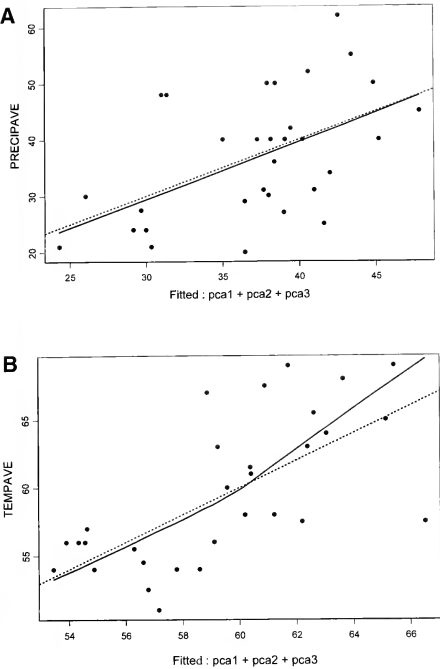 A
60
50
40
30
20
PRECIPAVE
25 30 35 40 45
Fitted : pca1 + pca2 + pca3
B
65
60
55
TEMPAVE
54 56 58 60 62 64 66
Fitted : pca1 + pca2 + pca3